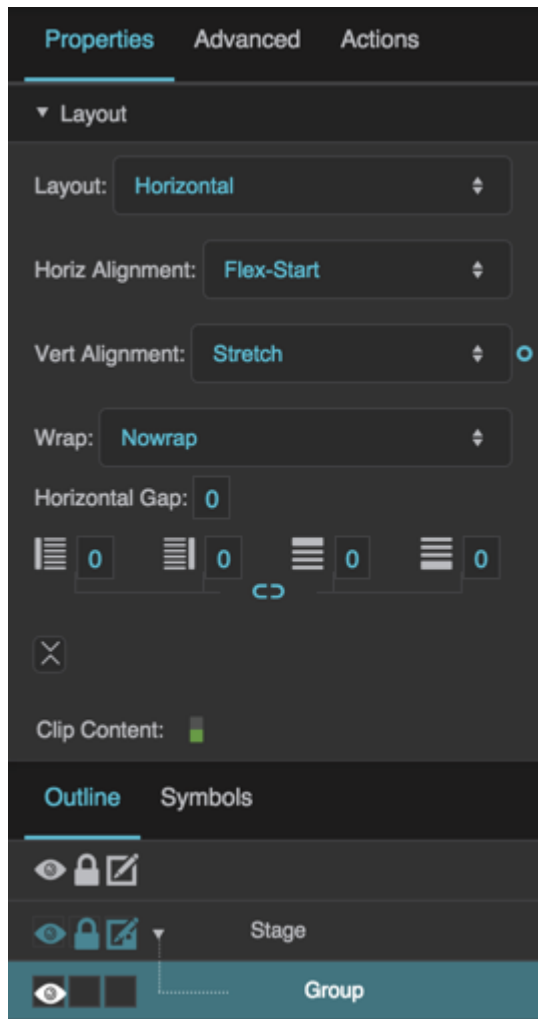 Properties Advanced Actions
Layout
Layout: Horizontal
Horiz Alignment: Flex-Start
Vert Alignment: Stretch
Wrap: Nowrap
Horizontal Gap: 0
0 0 0 0
Clip Content:
Outline Symbols
Stage
Group